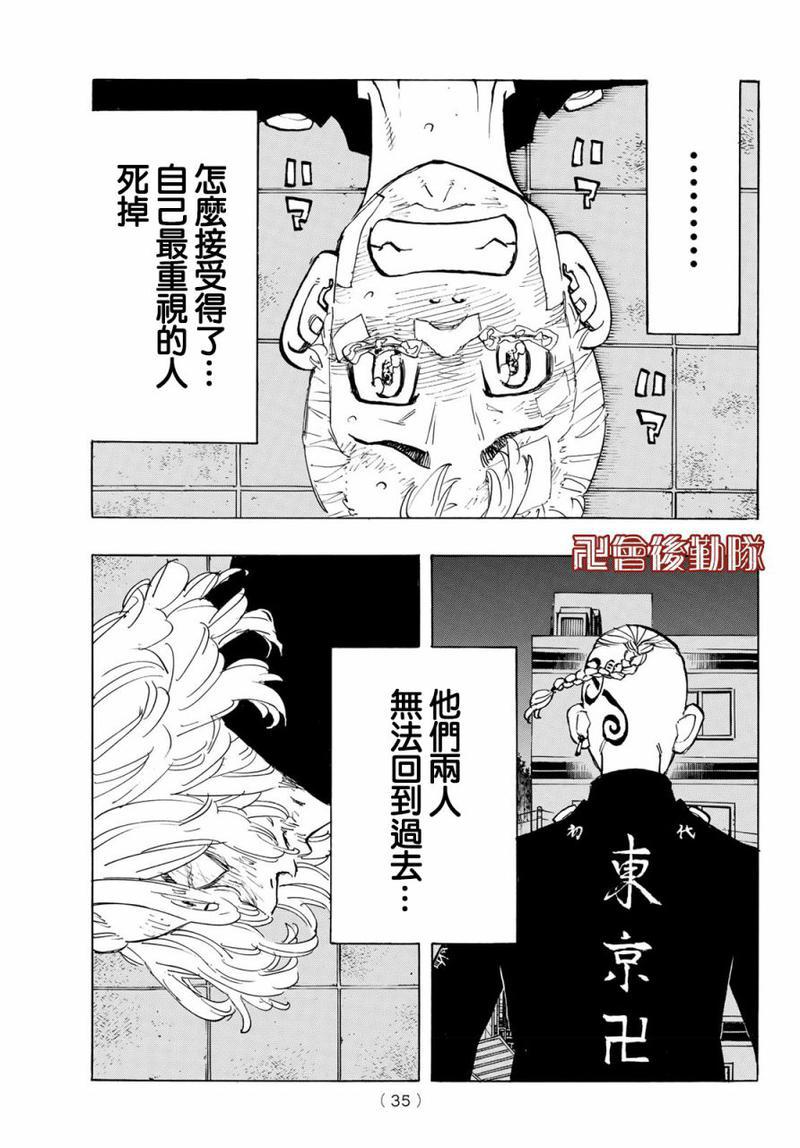 ………
ハァ
ハァ
ハァ
ハァ
怎麼接受得了…
自己最重視的人
死掉
卍會後勤隊
初代
東京卍
他們兩人
無法回到過去…
(35)